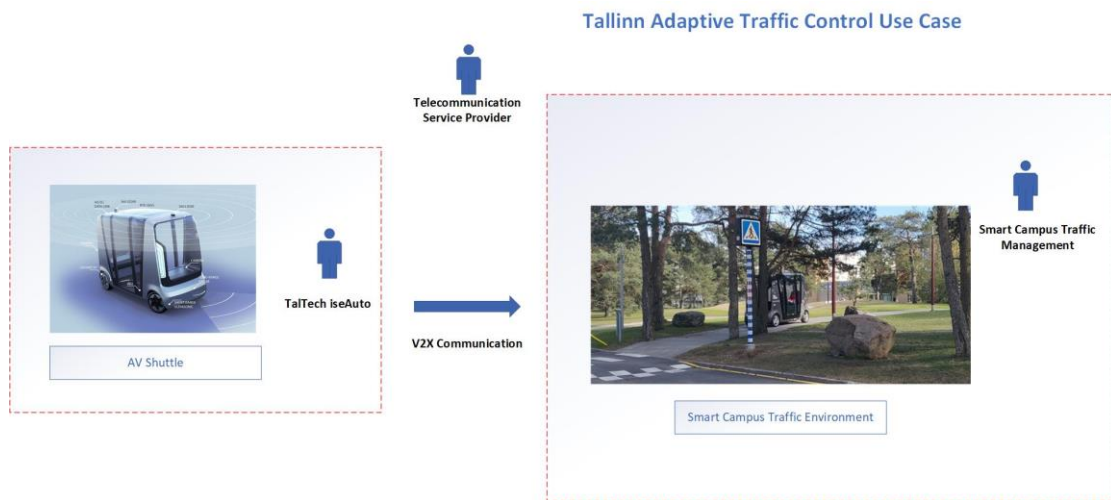 Tallinn Adaptive Traffic Control Use Case
Telecommunication
Service Provider
TalTech iseAuto
AV Shuttle
V2X Communication
Smart Campus Traffic
Management
Smart Campus Traffic Environment